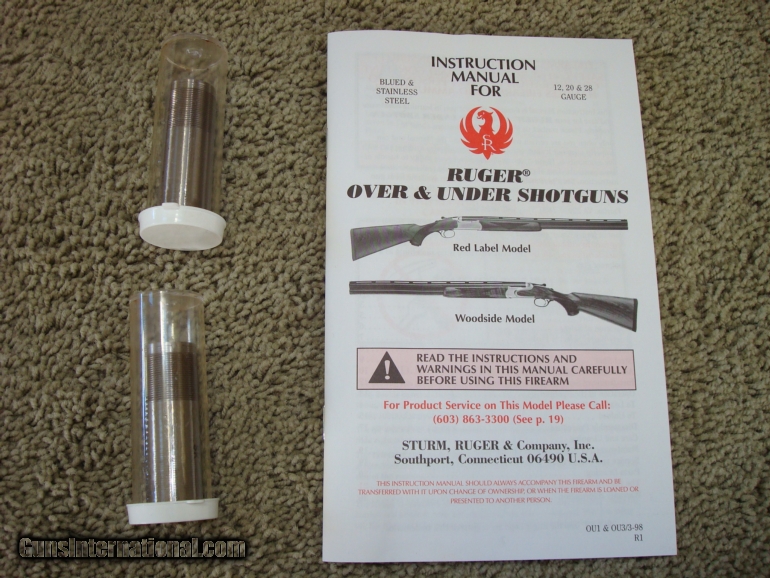 INSTRUCTION
MANUAL
FOR
BLUED &
STAINLESS
STEEL
12, 20 & 28
GAUGE
SR
RUGER®
OVER & UNDER SHOTGUNS
Red Label Model
Woodside Model
READ THE INSTRUCTIONS AND
WARNINGS IN THIS MANUAL CAREFULLY
BEFORE USING THIS FIREARM
For Product Service on This Model Please Call:
(603) 863-3300 (See p. 19)
STURM, RUGER & Company, Inc.
Southport, Connecticut 06490 U.S.A.
THIS INSTRUCTION MANUAL SHOULD ALWAYS ACCOMPANY THIS FIREARM AND BE
TRANSFERRED WITH IT UPON CHANGE OF OWNERSHIP, OR WHEN THE FIREARM IS LOANED OR
PRESENTED TO ANOTHER PERSON.
OU1 & OU3/3-98
R1
GunsInternational.com